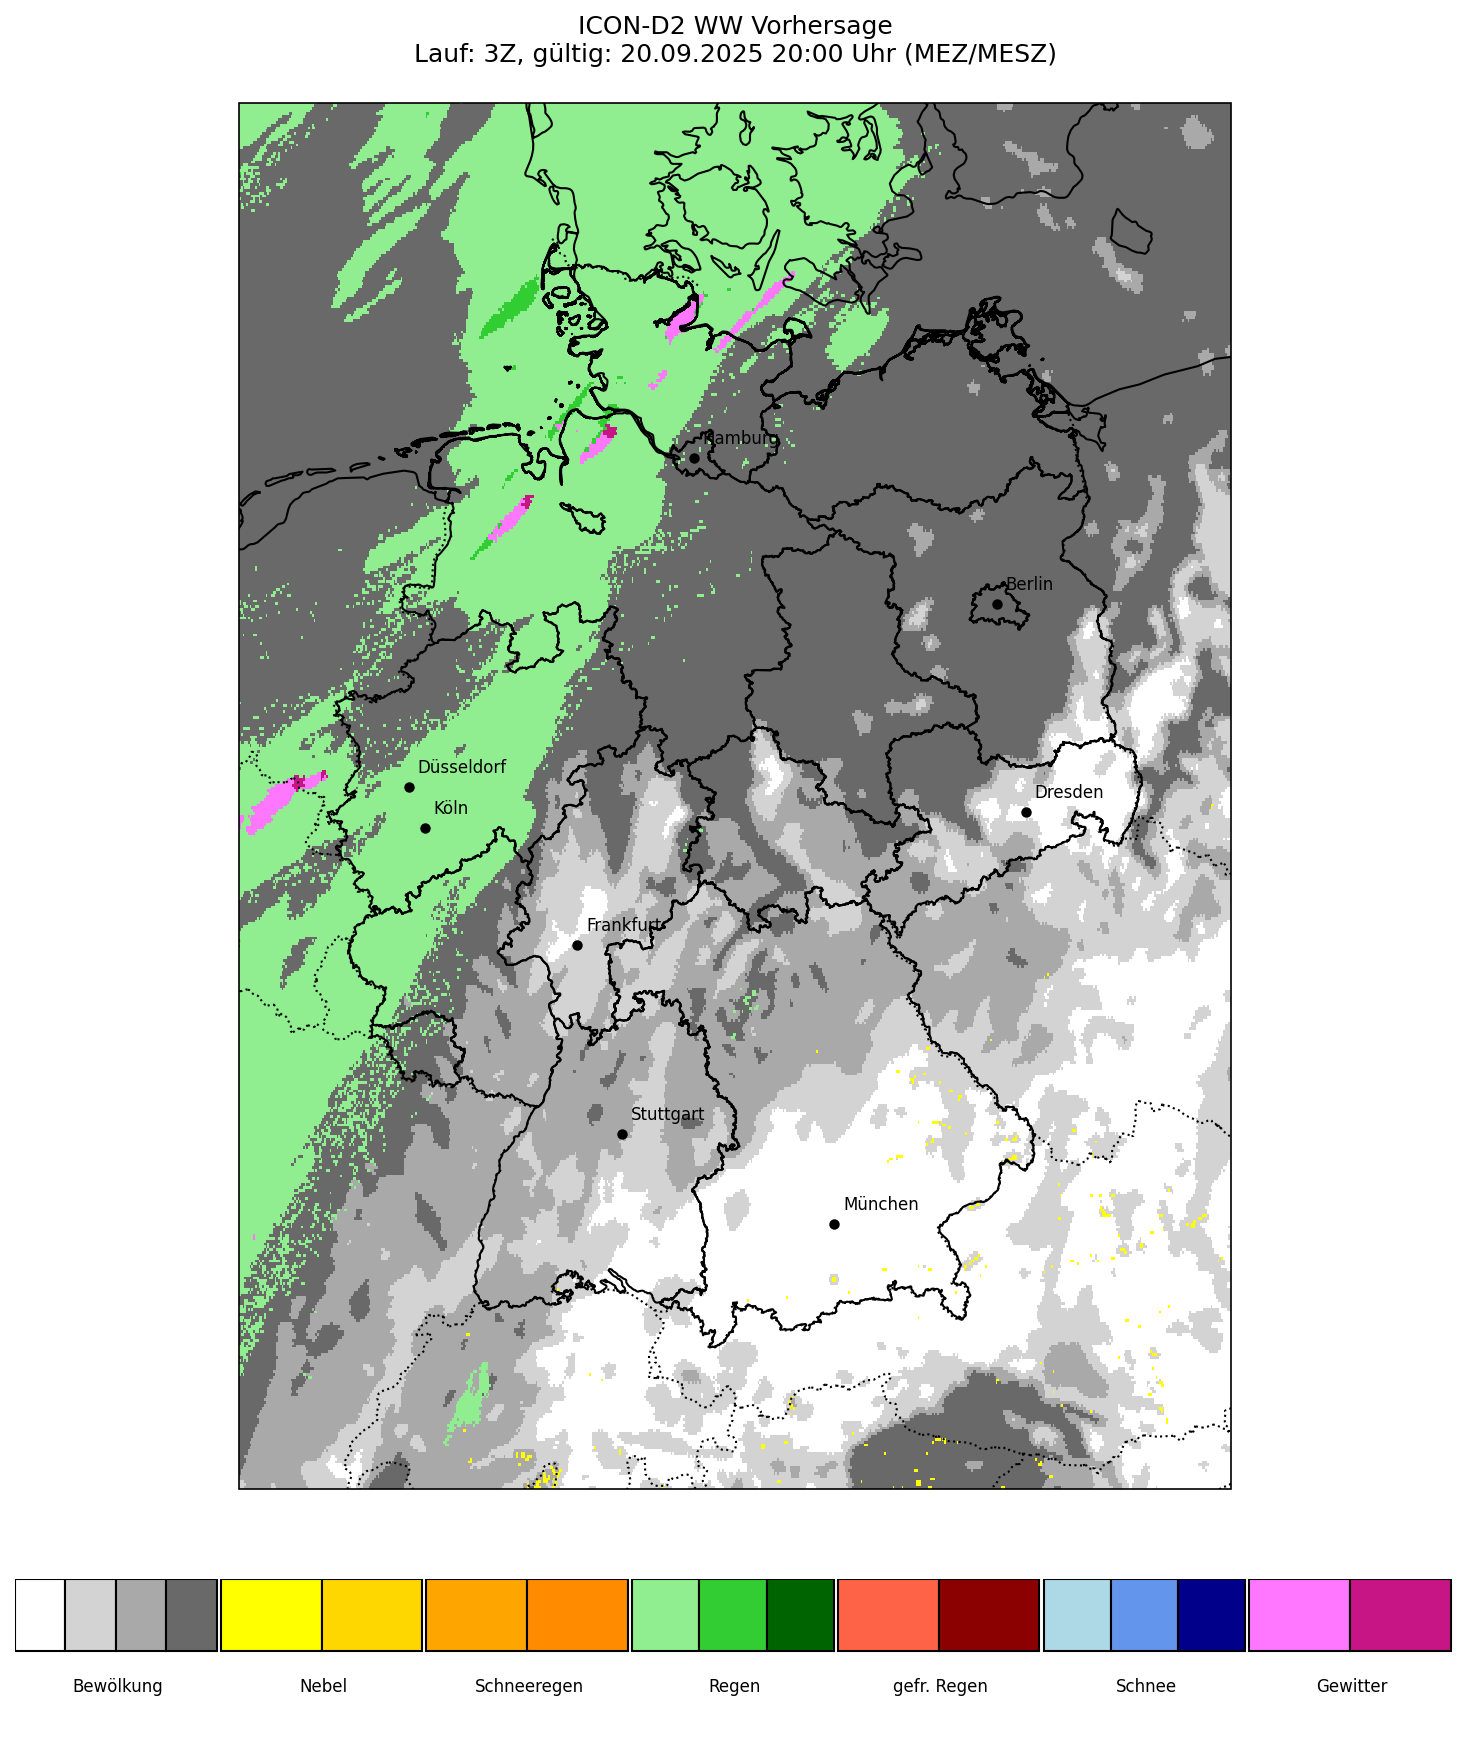 ICON-D2 WW Vorhersage
Lauf: 3Z, gültig: 20.09.2025 20:00 Uhr (MEZ/MESZ)
Hamburg
Berlin
Düsseldorf
Köln
Dresden
Frankfurt
Stuttgart
München
Bewölkung
Nebel
Schneeregen
Regen
gefr. Regen
Schnee
Gewitter